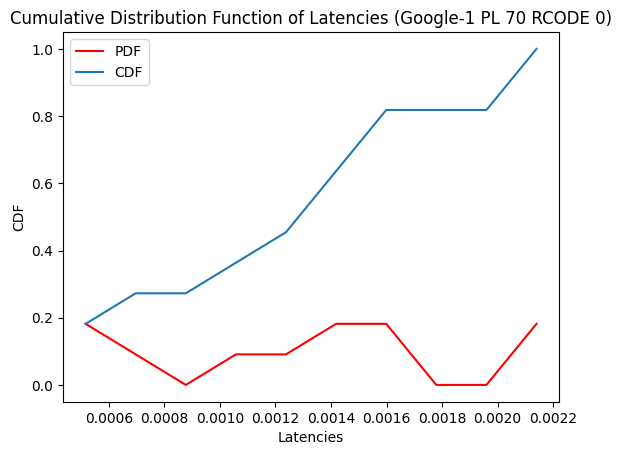 Cumulative Distribution Function of Latencies (Google-1 PL 70 RCODE 0)
PDF
CDF
1.0
0.8
0.6
0.4
0.2
0.0
CDF
0.0006 0.0008 0.0010 0.0012 0.0014 0.0016 0.0018 0.0020 0.0022
Latencies